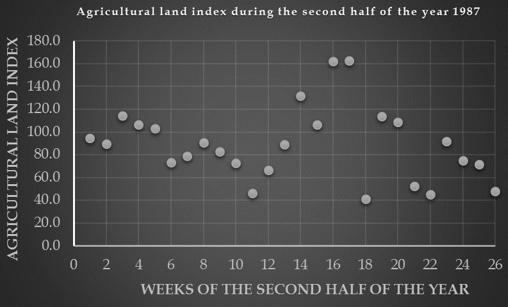 Agricultural land index during the second half of the year 1987
AGRICULTURAL LAND INDEX
180.0
160.0
140.0
120.0
100.0
80.0
60.0
40.0
20.0
0.0
0 2 4 6 8 10 12 14 16 18 20 22 24 26
WEEKS OF THE SECOND HALF OF THE YEAR